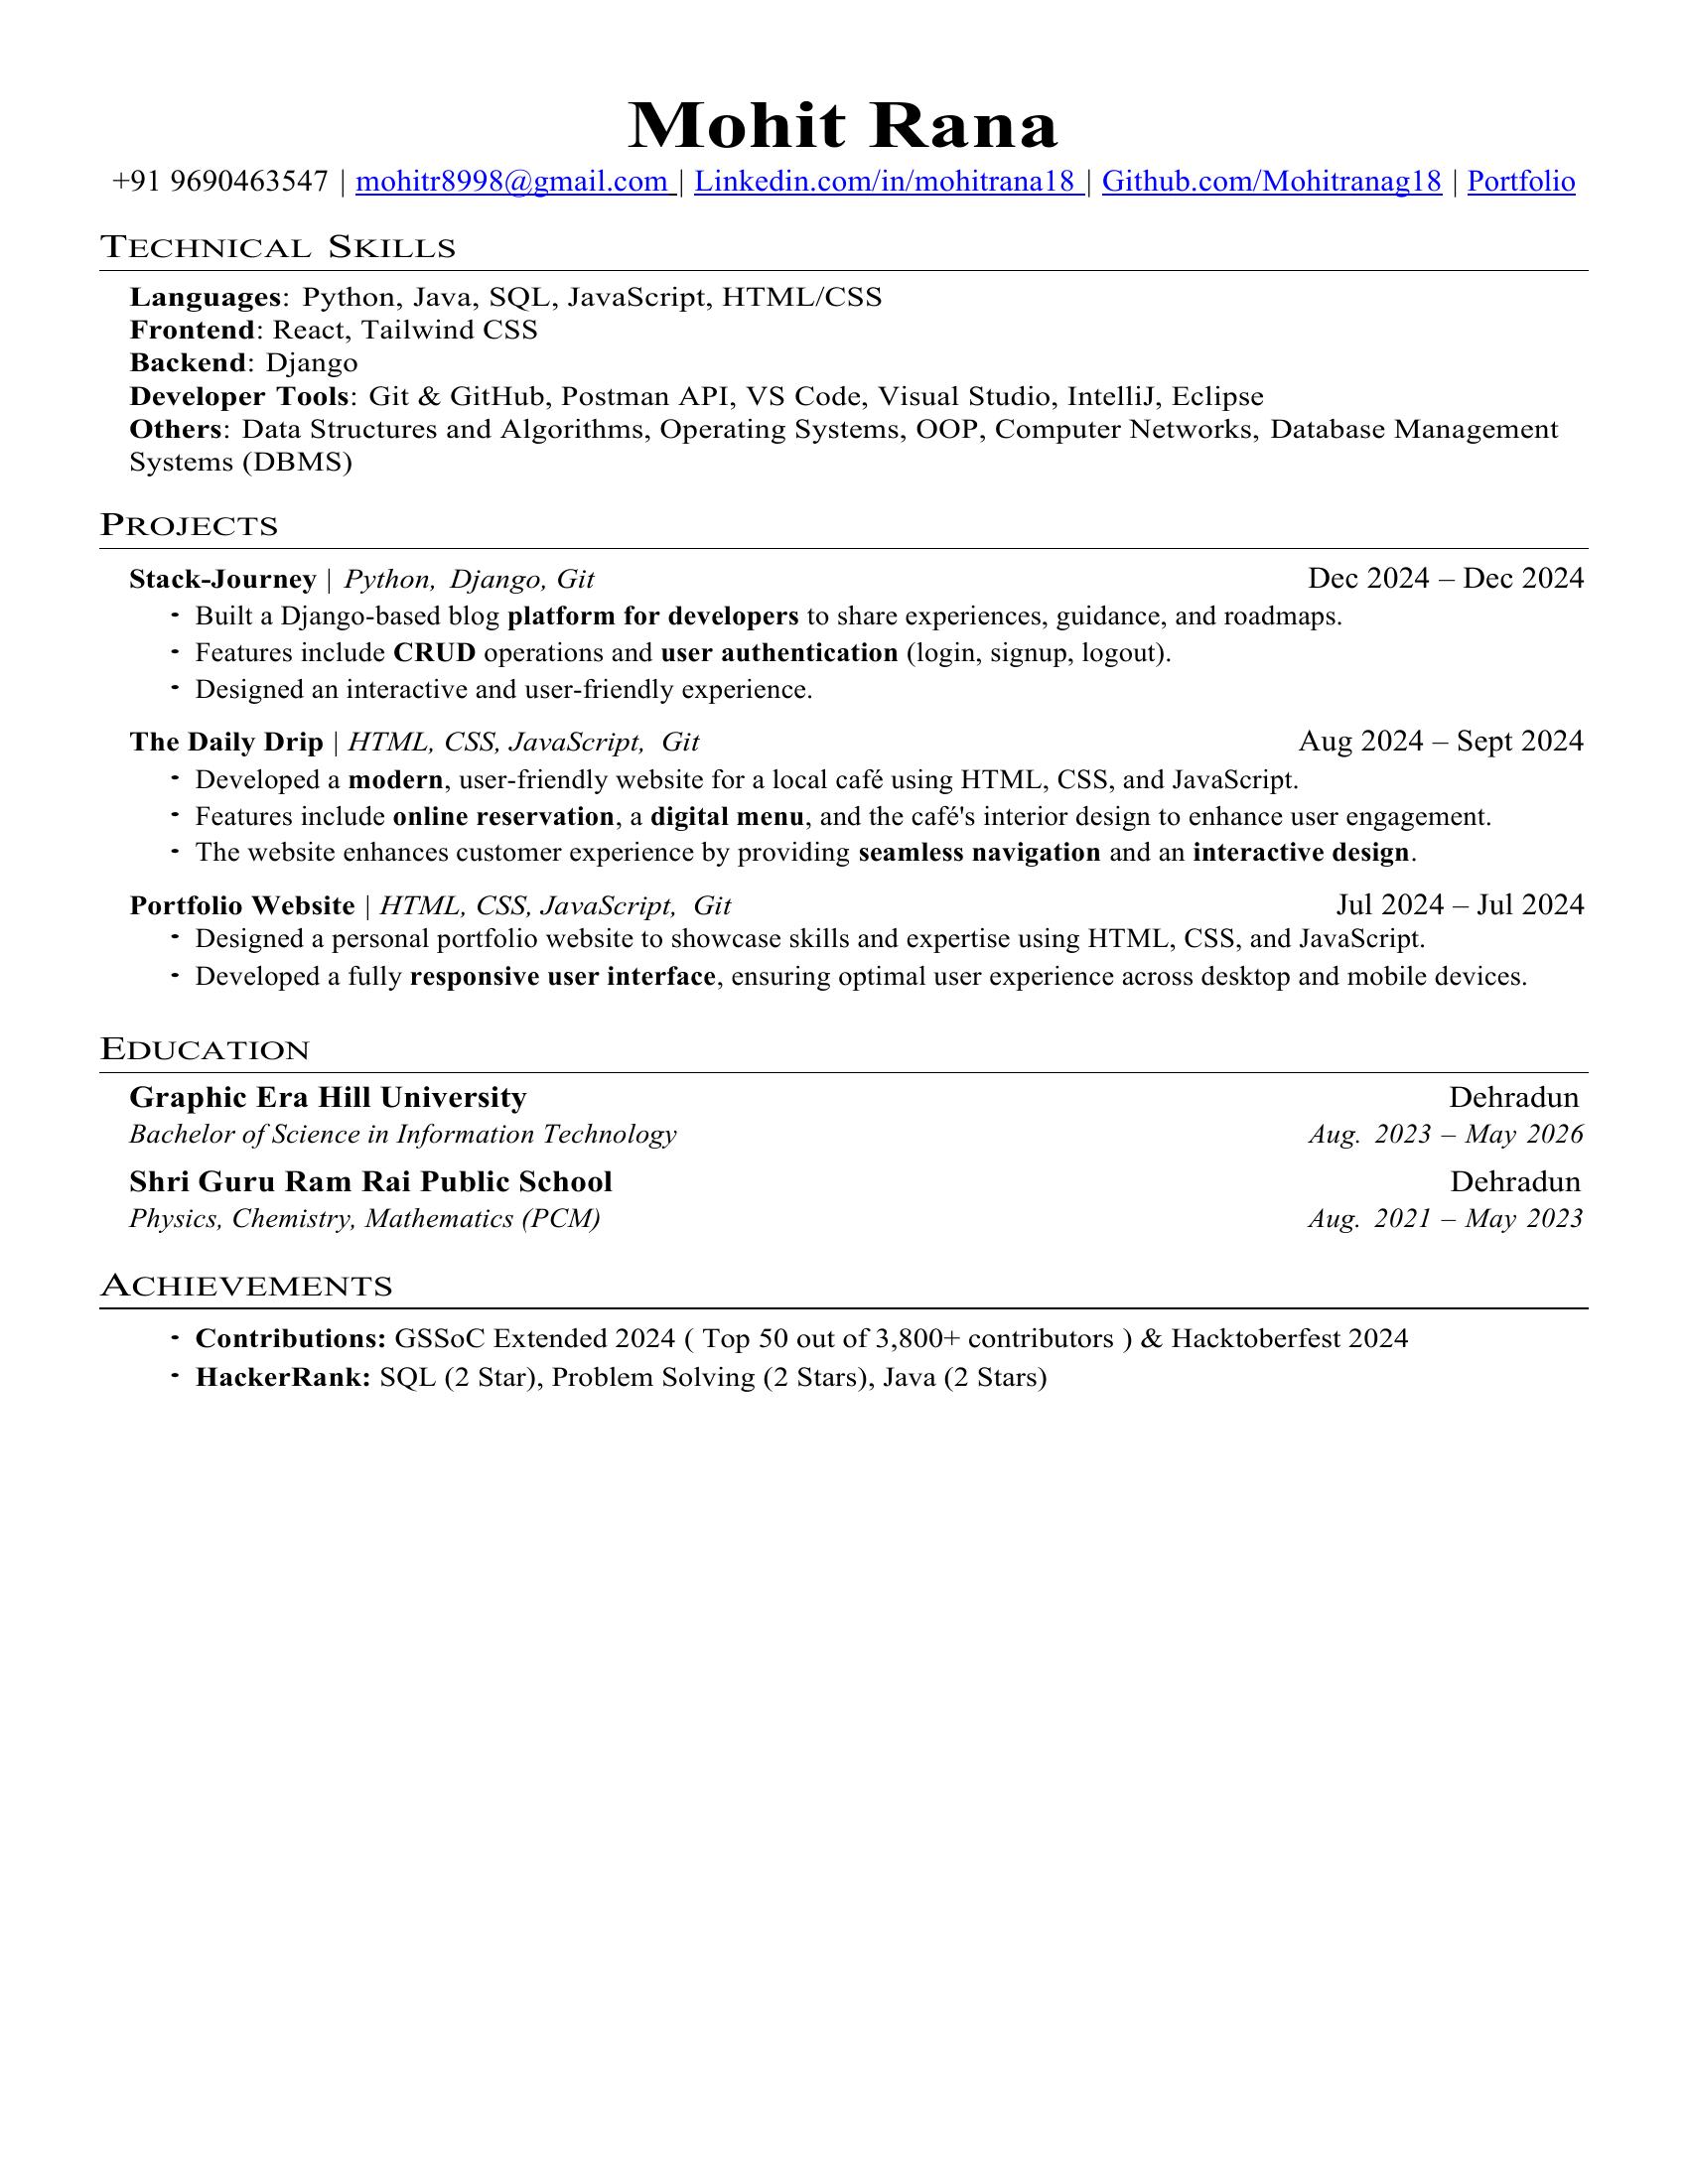 Mohit Rana
+91 9690463547 | mohitr8998@gmail.com | Linkedin.com/in/mohitrana18 | Github.com/Mohitranag18 | Portfolio
Technical Skills
Languages: Python, Java, SQL, JavaScript, HTML/CSS
Frontend: React, Tailwind CSS
Backend: Django
Developer Tools: Git & GitHub, Postman API, VS Code, Visual Studio, IntelliJ, Eclipse
Others: Data Structures and Algorithms, Operating Systems, OOP, Computer Networks, Database Management
Systems (DBMS)
Projects
Stack-Journey | Python, Django, Git Dec 2024 – Dec 2024
• Built a Django-based blog platform for developers to share experiences, guidance, and roadmaps.
• Features include CRUD operations and user authentication (login, signup, logout).
• Designed an interactive and user-friendly experience.
The Daily Drip | HTML, CSS, JavaScript, Git Aug 2024 – Sept 2024
• Developed a modern, user-friendly website for a local café using HTML, CSS, and JavaScript.
• Features include online reservation, a digital menu, and the café's interior design to enhance user engagement.
• The website enhances customer experience by providing seamless navigation and an interactive design.
Portfolio Website | HTML, CSS, JavaScript, Git Jul 2024 – Jul 2024
• Designed a personal portfolio website to showcase skills and expertise using HTML, CSS, and JavaScript.
• Developed a fully responsive user interface, ensuring optimal user experience across desktop and mobile devices.
Education
Graphic Era Hill University Dehradun
Bachelor of Science in Information Technology Aug. 2023 – May 2026
Shri Guru Ram Rai Public School Dehradun
Physics, Chemistry, Mathematics (PCM) Aug. 2021 – May 2023
Achievements
• Contributions: GSSoC Extended 2024 ( Top 50 out of 3,800+ contributors ) & Hacktoberfest 2024
• HackerRank: SQL (2 Star), Problem Solving (2 Stars), Java (2 Stars)